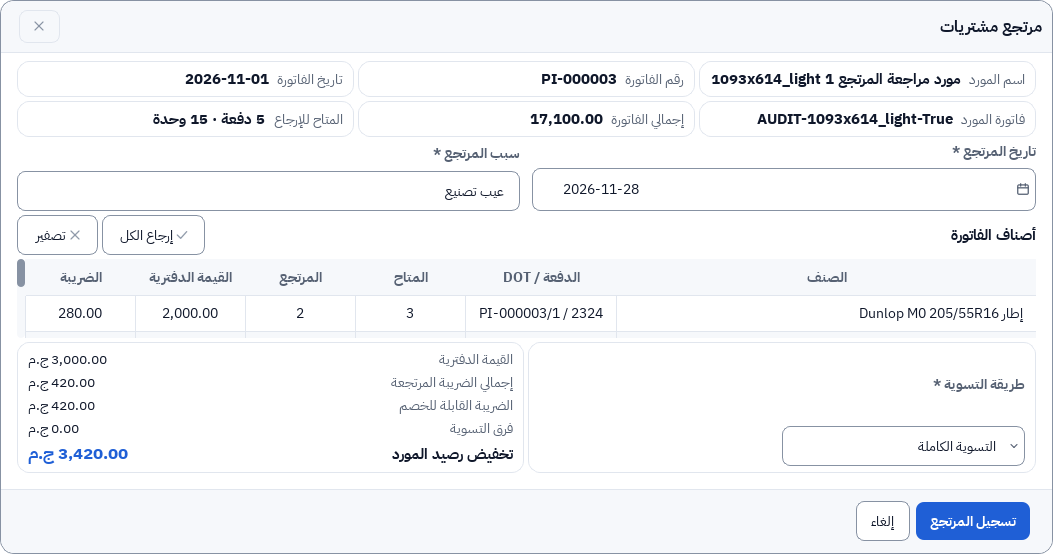 مرتجع مشتريات
اسم المورد مورد مراجعة المرتجع 1 1093x614_light
رقم الفاتورة PI-000003
تاريخ الفاتورة 2026-11-01
فاتورة المورد AUDIT-1093x614_light-True
إجمالي الفاتورة 17,100.00
المتاح للإرجاع 5 دفعة · 15 وحدة
تاريخ المرتجع *
سبب المرتجع *
2026-11-28
عيب تصنيع
أصناف الفاتورة
إرجاع الكل
تصفير
الصنف الدفعة / DOT المتاح المرتجع القيمة الدفترية الضريبة
إطار Dunlop M0 205/55R16 PI-000003/1 / 2324 3 2 2,000.00 280.00
طريقة التسوية *
التسوية الكاملة
القيمة الدفترية 3,000.00 ج.م
إجمالي الضريبة المرتجعة 420.00 ج.م
الضريبة القابلة للخصم 420.00 ج.م
فرق التسوية 0.00 ج.م
تخفيض رصيد المورد 3,420.00 ج.م
تسجيل المرتجع
إلغاء